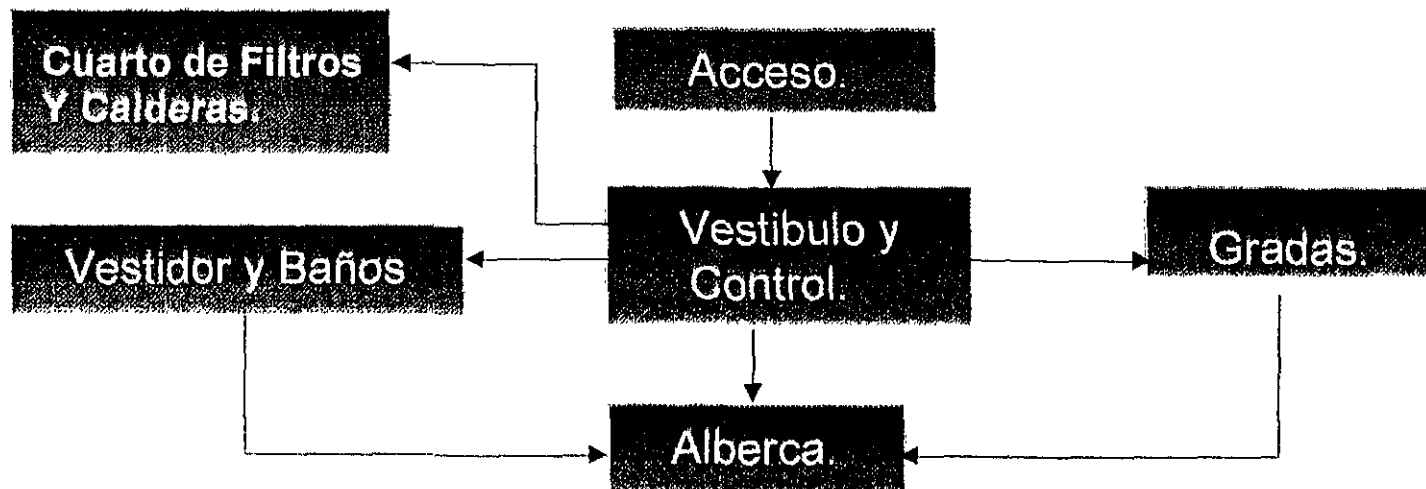 Cuarto de Filtros
Y Calderas.
Acceso.
Vestibulo y
Control.
Vestidor y Baños
Gradas.
Alberca.